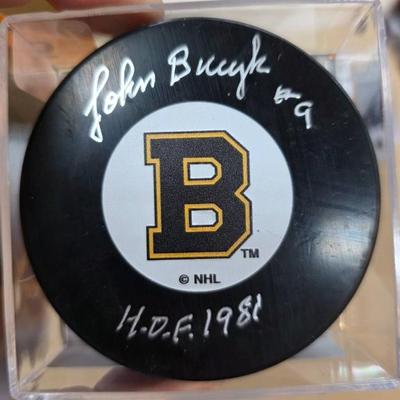 John Bucyk #9
B
TM
© NHL
H.O.F. 1981